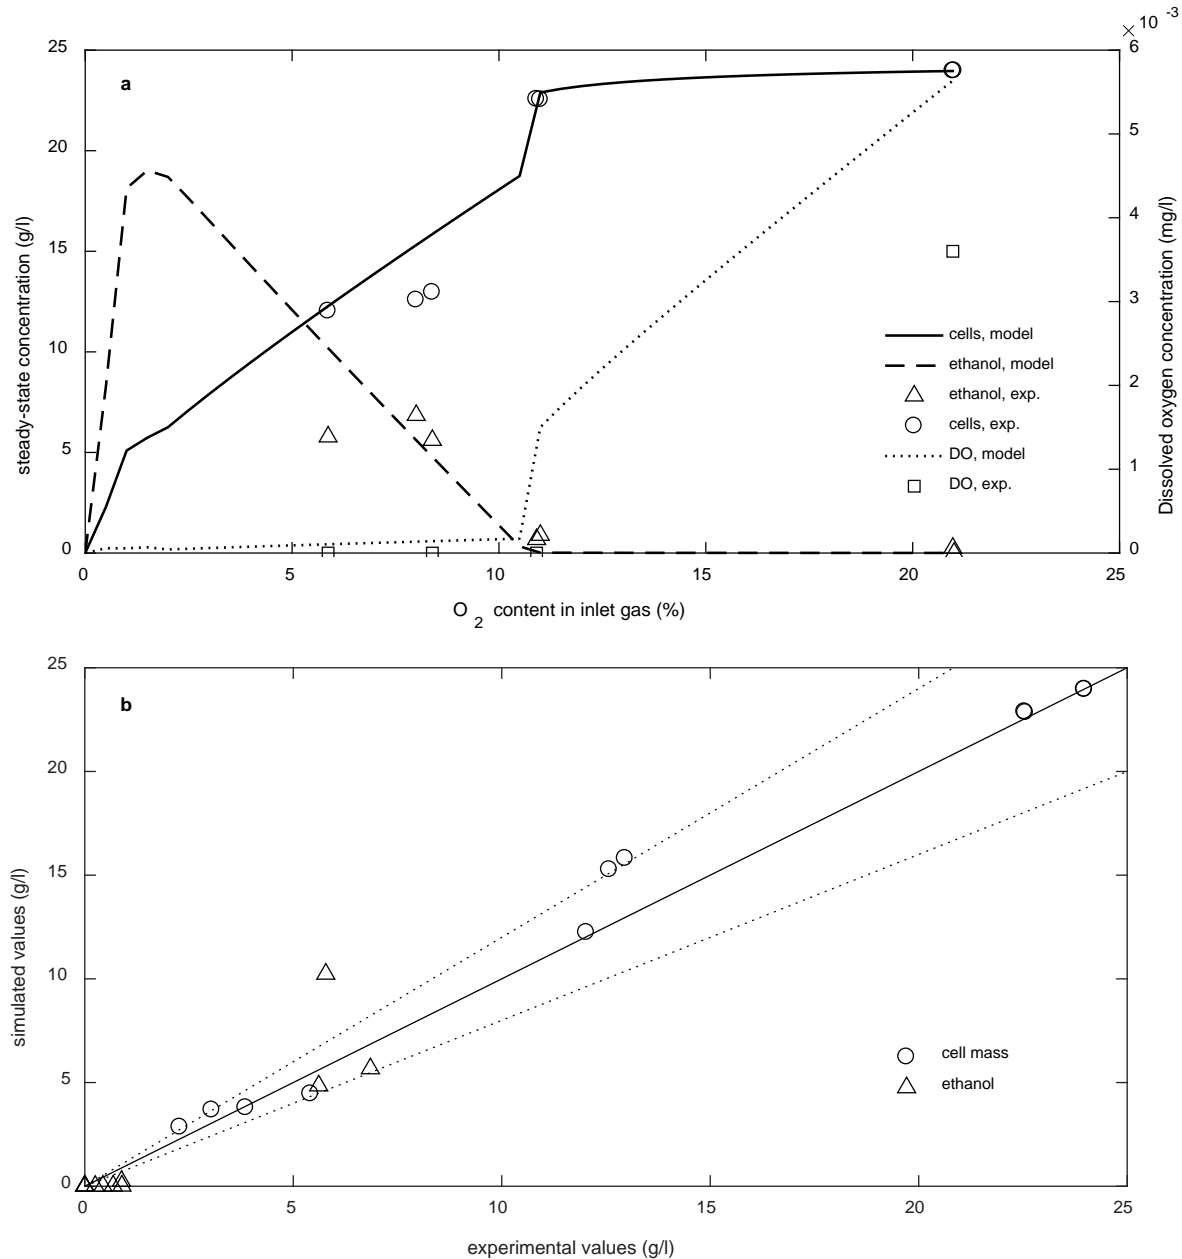 × 10 -3
25
6
a
20
5
4
15
3
10
2
5
1
0
0
steady-state concentration (g/l)
Dissolved oxygen concentration (mg/l)
cells, model
ethanol, model
ethanol, exp.
cells, exp.
DO, model
DO, exp.
0 5 10 15 20 25
O 2 content in inlet gas (%)
25
b
20
15
10
5
0
simulated values (g/l)
cell mass
ethanol
0 5 10 15 20 25
experimental values (g/l)